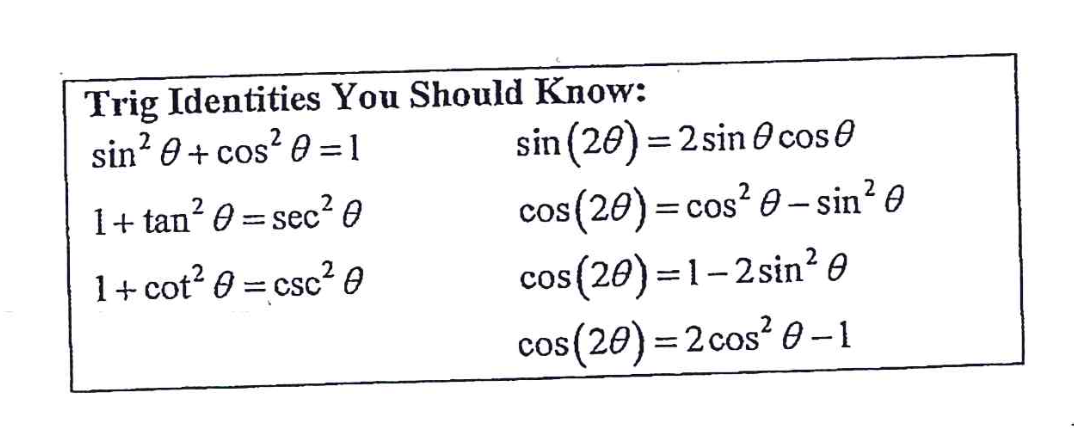 Trig Identities You Should Know:
sin² θ + cos² θ = 1
1 + tan² θ = sec² θ
1 + cot² θ = csc² θ
sin(2θ) = 2 sin θ cos θ
cos(2θ) = cos² θ − sin² θ
cos(2θ) = 1 − 2 sin² θ
cos(2θ) = 2 cos² θ − 1